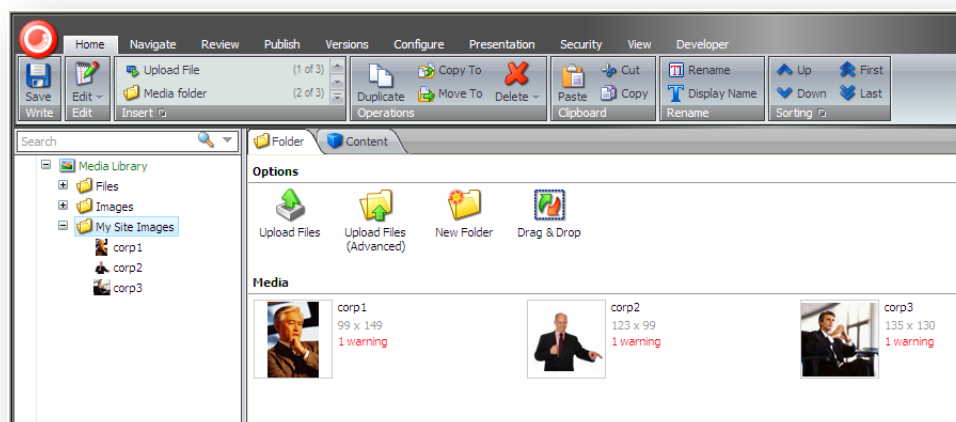 Home Navigate Review Publish Versions Configure Presentation Security View Developer
Upload File (1 of 3) Copy To Cut Rename Up First
Save Edit Media folder (2 of 3) Duplicate Move To Delete Paste Copy Display Name Down Last
Write Edit Insert Operations Clipboard Rename Sorting
Search Folder Content
Media Library
Files
Images
My Site Images
corp1
corp2
corp3
Options
Upload Files Upload Files New Folder Drag & Drop
(Advanced)
Media
corp1 corp2 corp3
99 x 149 123 x 99 135 x 130
1 warning 1 warning 1 warning